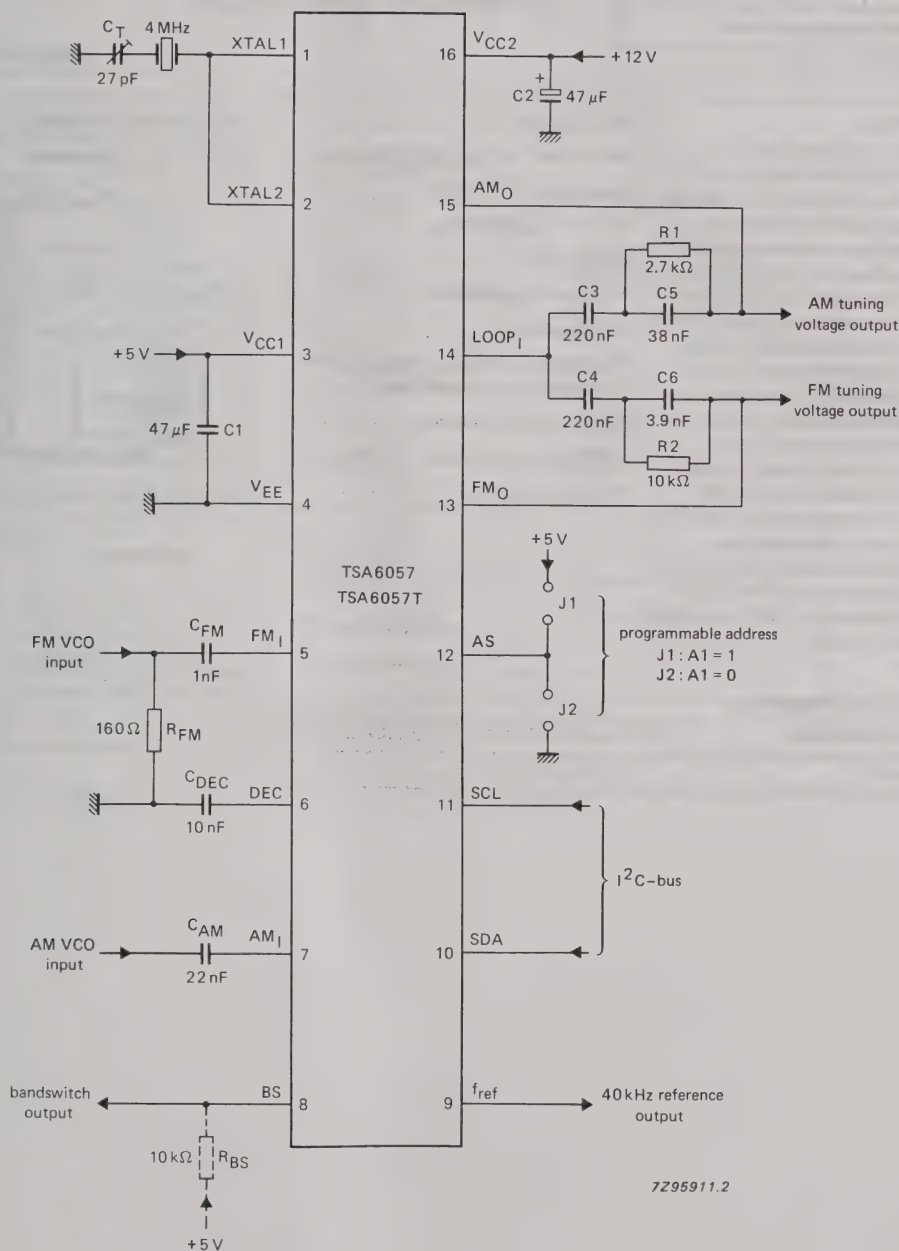 C_T
4 MHz
27 pF
XTAL1
1
XTAL2
2
+5 V
V_CC1
3
47 µF
C1
V_EE
4
TSA6057
TSA6057T
FM VCO
input
C_FM
1nF
FM_I
5
160 Ω
R_FM
C_DEC
10 nF
DEC
6
AM VCO
input
C_AM
22 nF
AM_I
7
bandswitch
output
BS
8
10 kΩ
R_BS
+5 V
16
V_CC2
+12 V
+
C2
47 µF
15
AM_O
R1
2.7 kΩ
C3
220 nF
C5
38 nF
AM tuning
voltage output
14
LOOP_I
C4
220 nF
C6
3.9 nF
R2
10 kΩ
FM tuning
voltage output
FM_O
13
+5 V
J1
AS
12
J2
programmable address
J1 : A1 = 1
J2 : A1 = 0
11
SCL
I²C-bus
10
SDA
9
f_ref
40 kHz reference
output
7Z95911.2